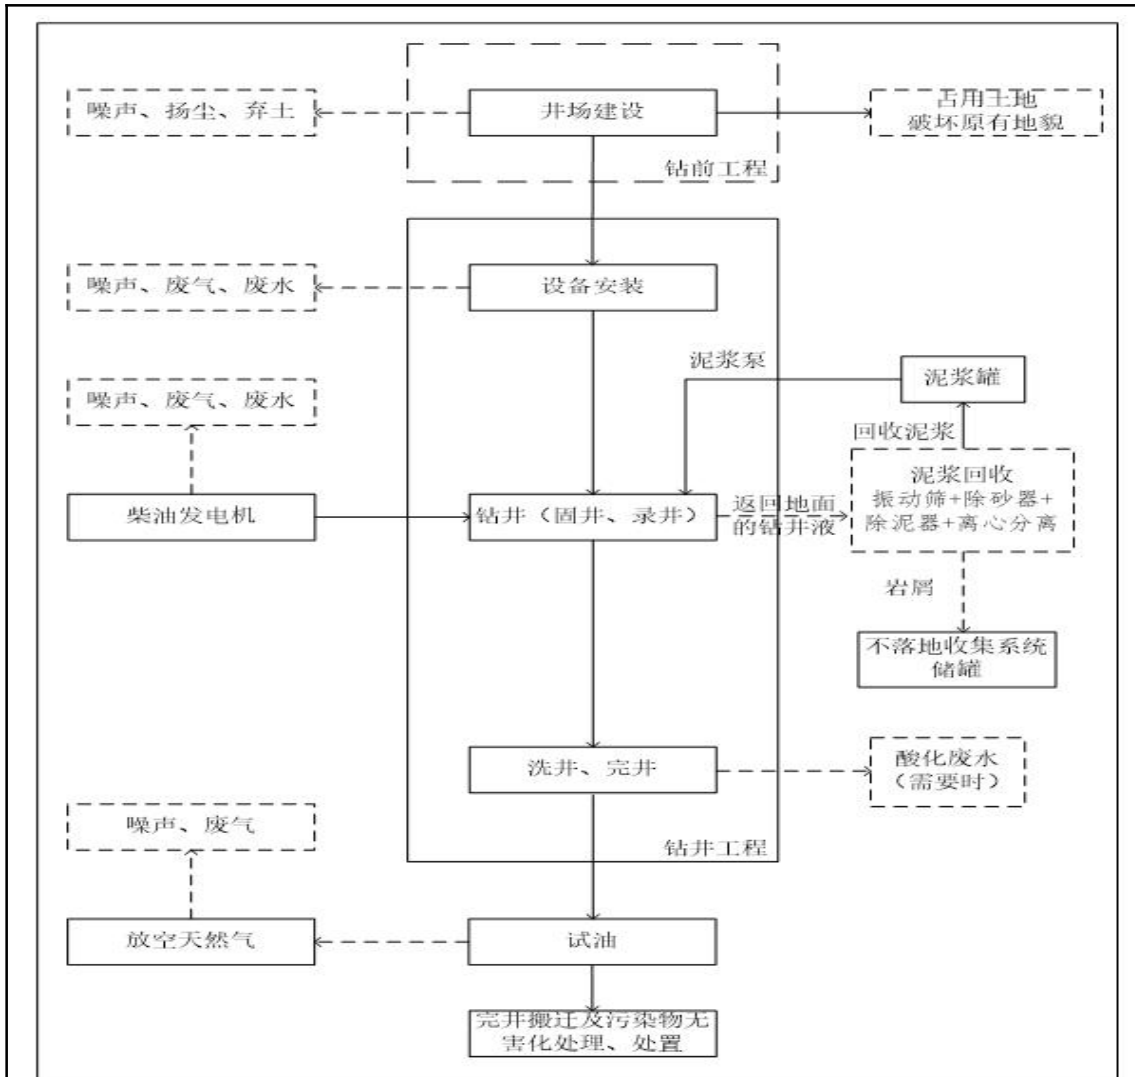 噪声、扬尘、弃土
井场建设
占用土地
破坏原有地貌
钻前工程
噪声、废气、废水
设备安装
泥浆泵
泥浆罐
噪声、废气、废水
回收泥浆
泥浆回收
振动筛+除砂器+
除泥器+离心分离
柴油发电机
钻井（固井、录井）
返回地面
的钻井液
岩屑
不落地收集系统
储罐
洗井、完井
酸化废水
（需要时）
噪声、废气
钻井工程
放空天然气
试油
完井搬迁及污染物无
害化处理、处置